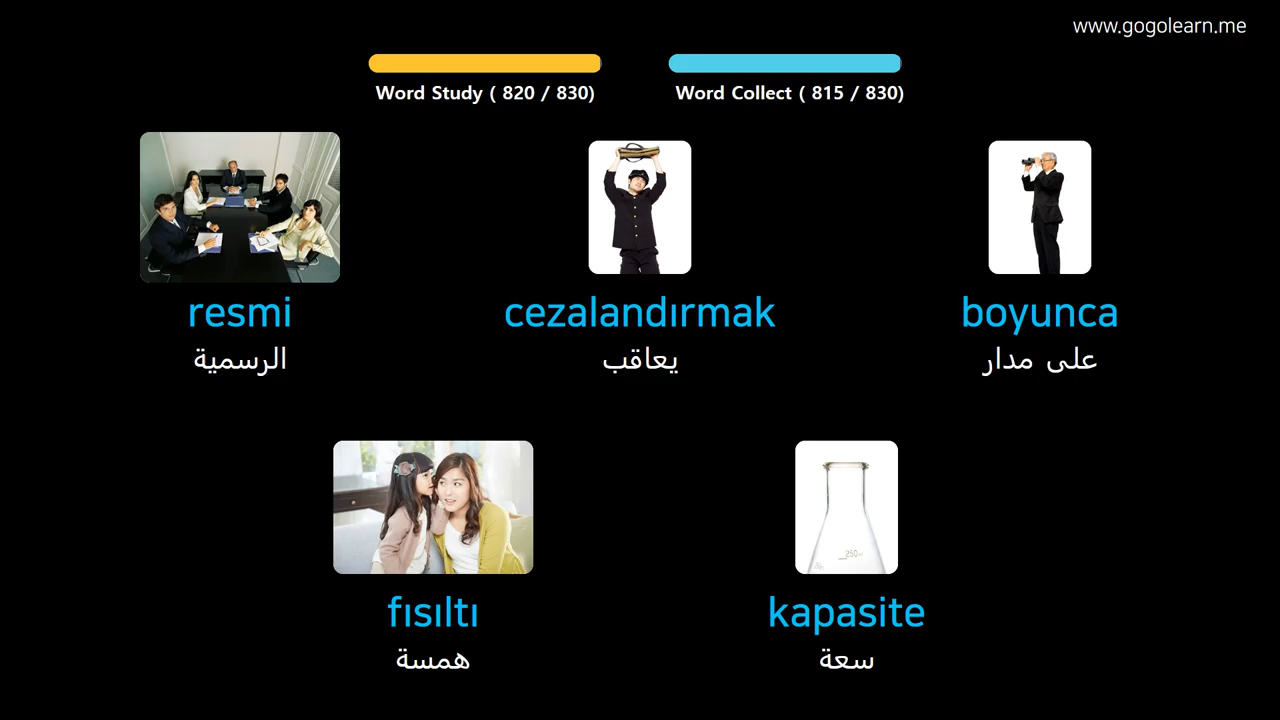 www.gogolearn.me
Word Study ( 820 / 830)
Word Collect ( 815 / 830)
resmi
الرسمية
cezalandırmak
يعاقب
boyunca
على مدار
fısıltı
همسة
kapasite
سعة
250